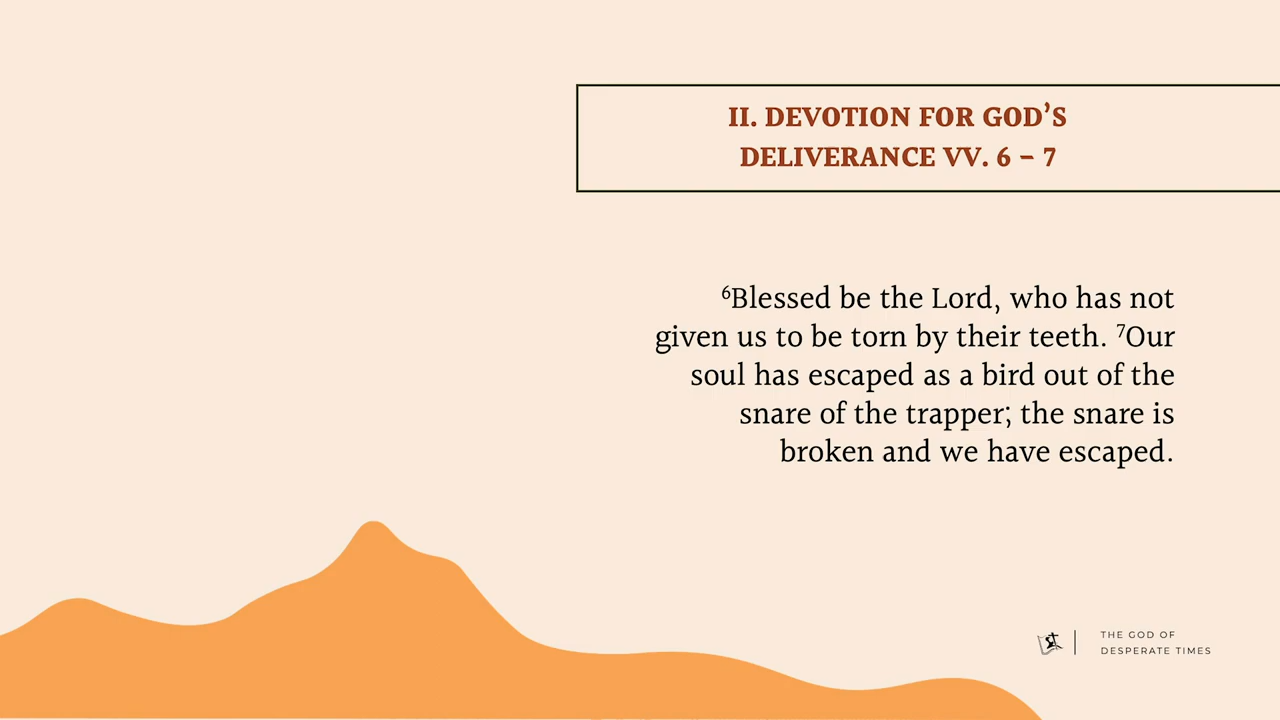 II. DEVOTION FOR GOD’S
DELIVERANCE VV. 6 – 7
⁶Blessed be the Lord, who has not
given us to be torn by their teeth. ⁷Our
soul has escaped as a bird out of the
snare of the trapper; the snare is
broken and we have escaped.
THE GOD OF
DESPERATE TIMES